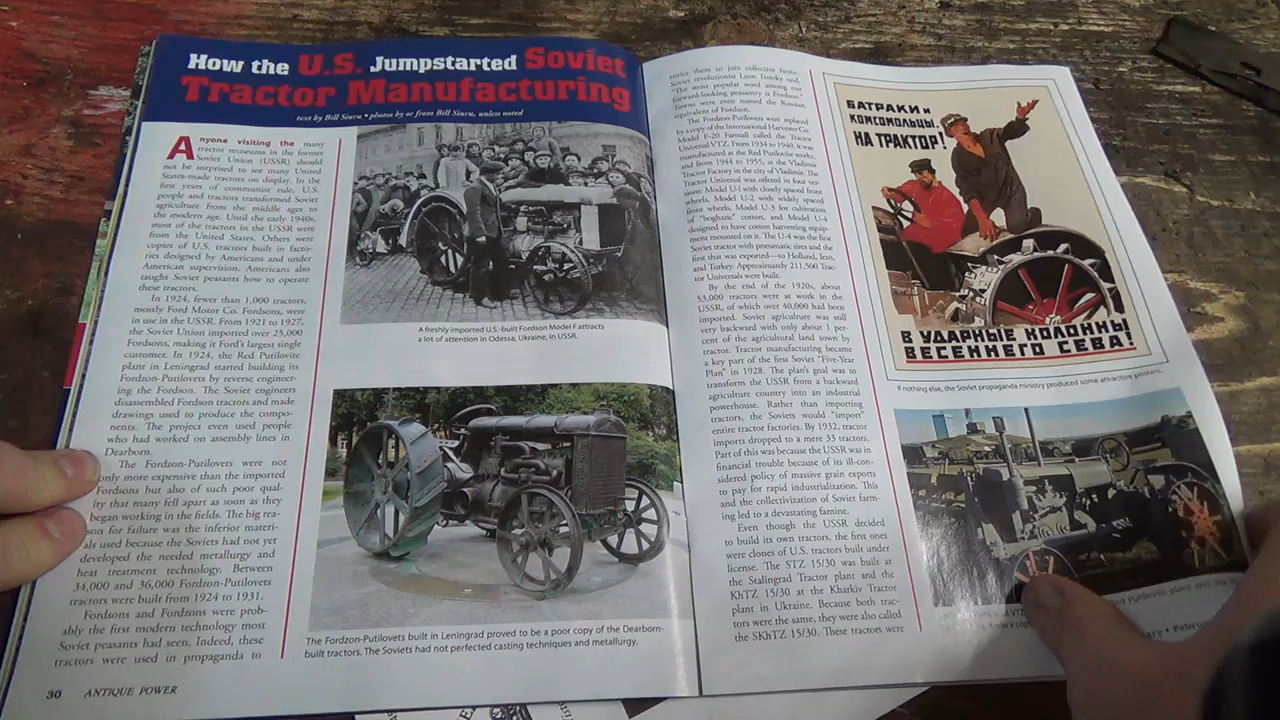 How the U.S. Jumpstarted Soviet
Tractor Manufacturing
text by Bill Siuru • photos by or from Bill Siuru, unless noted
Anyone visiting the many
tractor museums in the former
Soviet Union (USSR) should
not be surprised to see many United
States-made tractors on display. In the
first years of communist rule, U.S.
people and tractors transformed Soviet
agriculture from the middle ages to
the modern age. Until the early 1940s,
most of the tractors in the USSR were
from the United States. Others were
copies of U.S. tractors built in facto-
ries designed by Americans and under
American supervision. Americans also
taught Soviet peasants how to operate
these tractors.
In 1924, fewer than 1,000 tractors,
mostly Ford Motor Co. Fordsons, were
in use in the USSR. From 1921 to 1927,
the Soviet Union imported over 25,000
Fordsons, making it Ford's largest single
customer. In 1924, the Red Putilovite
plant in Leningrad started building its
Fordzon-Putilovets by reverse engineer-
ing the Fordson. The Soviet engineers
disassembled Fordson tractors and made
drawings used to produce the compo-
nents. The project even used people
who had worked on assembly lines in
Dearborn.
The Fordzon-Putilovets were not
only more expensive than the imported
Fordsons but also of such poor qual-
ity that many fell apart as soon as they
began working in the fields. The big rea-
son for failure was the inferior materi-
als used because the Soviets had not yet
developed the needed metallurgy and
heat treatment technology. Between
34,000 and 36,000 Fordzon-Putilovets
tractors were built from 1924 to 1931.
Fordsons and Fordzons were prob-
ably the first modern technology most
Soviet peasants had seen. Indeed, these
tractors were used in propaganda to
30 ANTIQUE POWER
A freshly imported U.S.-built Fordson Model F attracts
a lot of attention in Odessa, Ukraine, in USSR.
The Fordzon-Putilovets built in Leningrad proved to be a poor copy of the Dearborn-
built tractors. The Soviets had not perfected casting techniques and metallurgy.
entice them to join collective farms.
Soviet revolutionist Leon Trotsky said,
"The most popular word among our
forward-looking peasantry is Fordson."
Towns were even named the Russian
equivalent of Fordson.
The Fordzon-Putilovets were replaced
by a copy of the International Harvester Co.
Model F-20 Farmall called the Tractor
Universal VTZ. From 1934 to 1940, it was
manufactured at the Red Putilovite works,
and from 1944 to 1955, at the Vladimir
Tractor Factory in the city of Vladimir. The
Tractor Universal was offered in four ver-
sions: Model U-1 with closely spaced front
wheels, Model U-2 with widely spaced
front wheels, Model U-3 for cultivation
of "bogharic" cotton, and Model U-4
designed to have cotton harvesting equip-
ment mounted on it. The U-4 was the first
Soviet tractor with pneumatic tires and the
first that was exported—to Holland, Iran,
and Turkey. Approximately 211,500 Trac-
tor Universals were built.
By the end of the 1920s, about
53,000 tractors were at work in the
USSR, of which over 40,000 had been
imported. Soviet agriculture was still
very backward with only about 1 per-
cent of the agricultural land sown by
tractor. Tractor manufacturing became
a key part of the first Soviet "Five-Year
Plan" in 1928. The plan's goal was to
transform the USSR from a backward
agriculture country into an industrial
powerhouse. Rather than importing
tractors, the Soviets would "import"
entire tractor factories. By 1932, tractor
imports dropped to a mere 33 tractors.
Part of this was because the USSR was in
financial trouble because of its ill-con-
sidered policy of massive grain exports
to pay for rapid industrialization. This
and the collectivization of Soviet farm-
ing led to a devastating famine.
Even though the USSR decided
to build its own tractors, the first ones
were clones of U.S. tractors built under
license. The STZ 15/30 was built at
the Stalingrad Tractor plant and the
KhTZ 15/30 at the Kharkiv Tractor
plant in Ukraine. Because both trac-
tors were the same, they were also called
the SKhTZ 15/30. These tractors were
БАТРАКИ и
КОМСОМОЛЬЦЫ.
НА ТРАКТОР!
В УДАРНЫЕ КОЛОННЫ
ВЕСЕННЕГО СЕВА!
If nothing else, the Soviet propaganda ministry produced some attractive posters.
Putilovite plant and the